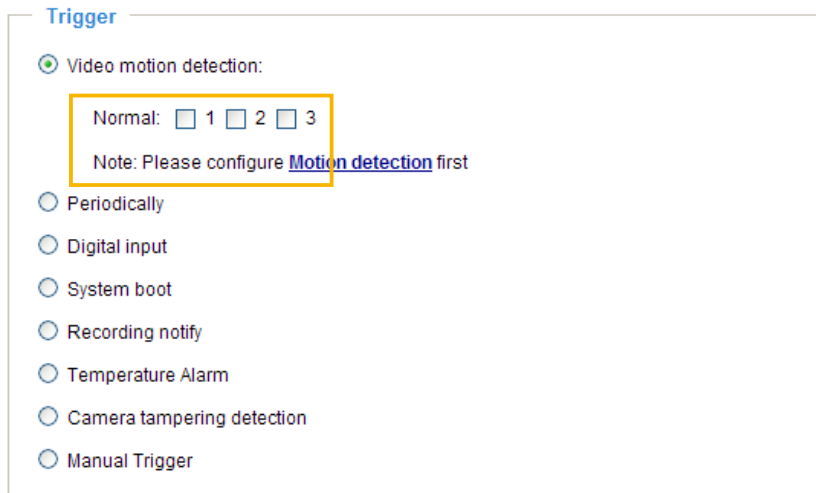 Trigger
Video motion detection:
Normal: 1 2 3
Note: Please configure Motion detection first
Periodically
Digital input
System boot
Recording notify
Temperature Alarm
Camera tampering detection
Manual Trigger